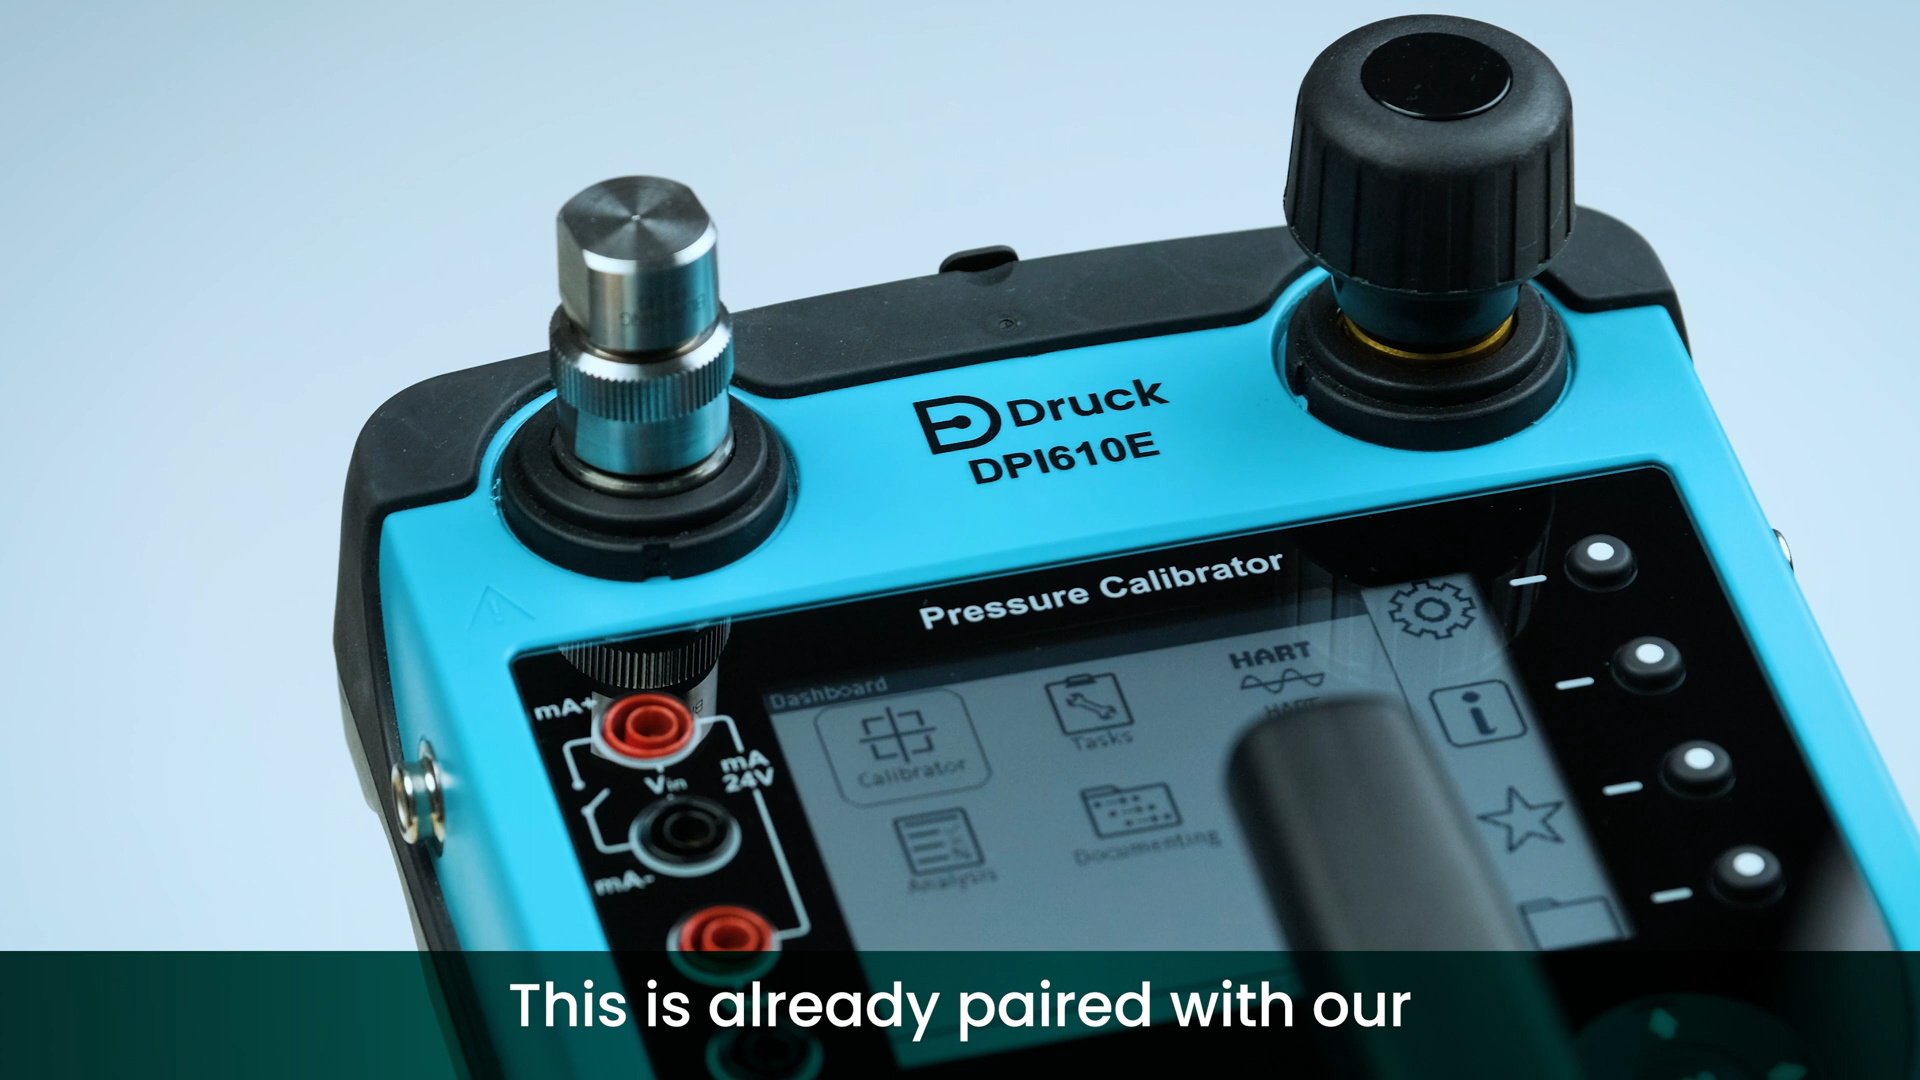 Druck
DPI610E
Pressure Calibrator
Dashboard
HART
HART
Calibrator
Tasks
Analysis
Documenting
mA+
Vin
mA
24V
mA-
This is already paired with our